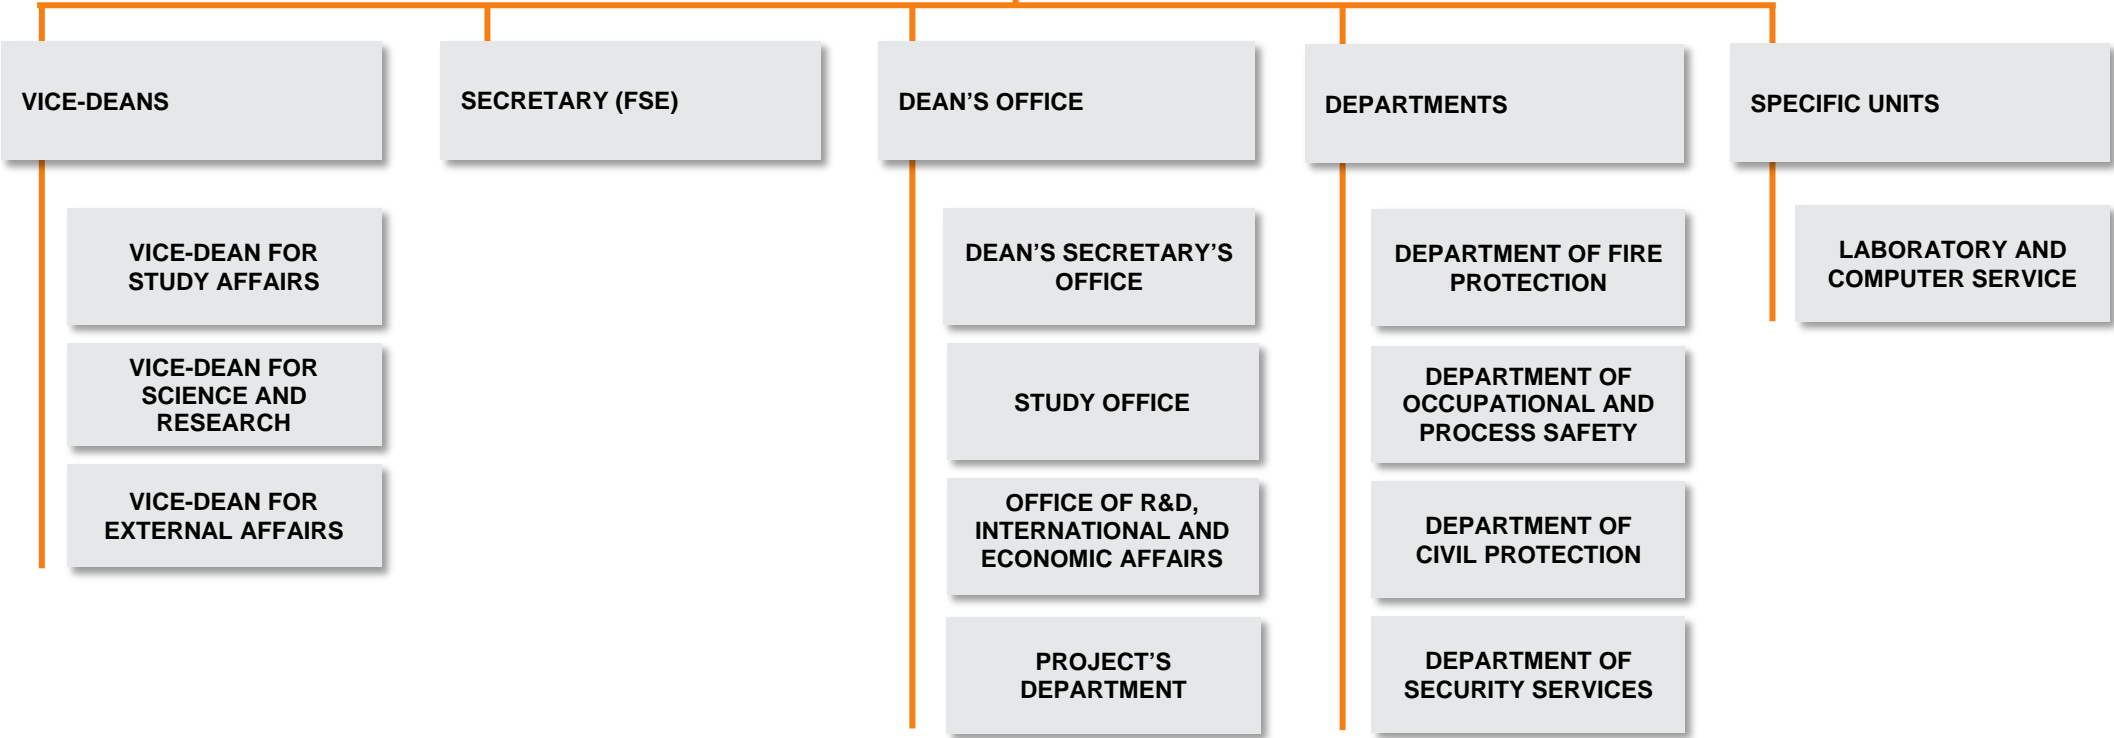 VICE-DEANS
SECRETARY (FSE)
DEAN’S OFFICE
DEPARTMENTS
SPECIFIC UNITS
VICE-DEAN FOR
STUDY AFFAIRS
VICE-DEAN FOR
SCIENCE AND
RESEARCH
VICE-DEAN FOR
EXTERNAL AFFAIRS
DEAN’S SECRETARY’S
OFFICE
STUDY OFFICE
OFFICE OF R&D,
INTERNATIONAL AND
ECONOMIC AFFAIRS
PROJECT’S
DEPARTMENT
DEPARTMENT OF FIRE
PROTECTION
DEPARTMENT OF
OCCUPATIONAL AND
PROCESS SAFETY
DEPARTMENT OF
CIVIL PROTECTION
DEPARTMENT OF
SECURITY SERVICES
LABORATORY AND
COMPUTER SERVICE